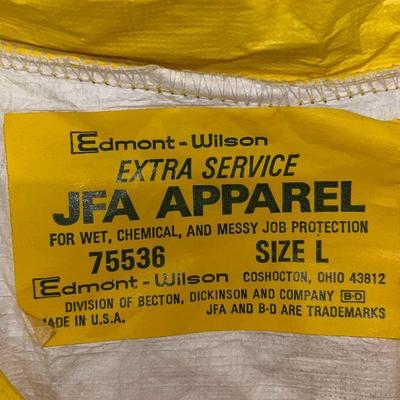 Edmont-Wilson
EXTRA SERVICE
JFA APPAREL
FOR WET, CHEMICAL, AND MESSY JOB PROTECTION
75536 SIZE L
Edmont-Wilson COSHOCTON, OHIO 43812
DIVISION OF BECTON, DICKINSON AND COMPANY B-D
MADE IN U.S.A. JFA AND B-D ARE TRADEMARKS